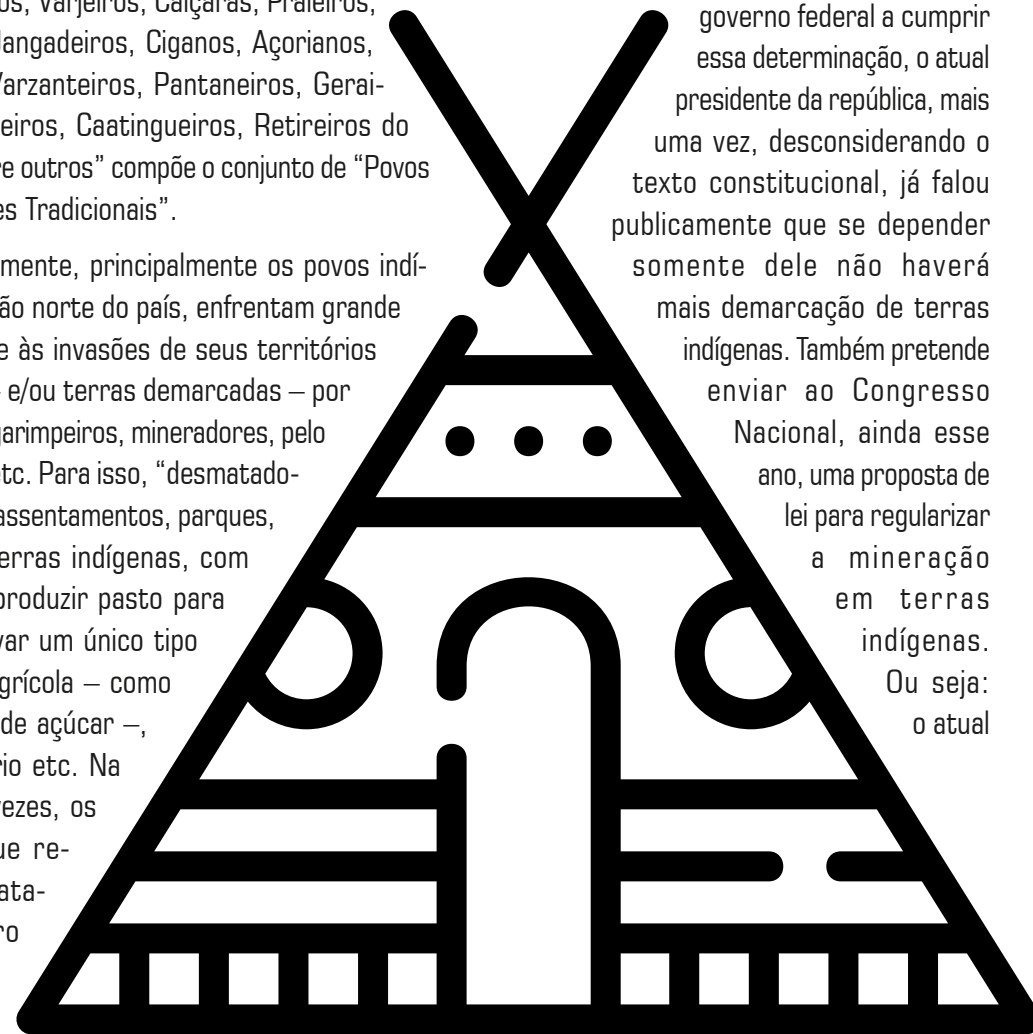 Varjeiros, Caiçaras, Praieiros,
Jangadeiros, Ciganos, Açorianos,
Varzanteiros, Pantaneiros, Gerai-
eiros, Caatingueiros, Retireiros do
re outros” compõe o conjunto de “Povos
es Tradicionais”.
mente, principalmente os povos indí-
ão norte do país, enfrentam grande
e às invasões de seus territórios
e/ou terras demarcadas – por
garimpeiros, mineradores, pelo
etc. Para isso, “desmatado-
assentamentos, parques,
erras indígenas, com
produzir pasto para
var um único tipo
grícola – como
de açúcar –,
rio etc. Na
vezes, os
ue re-
ata-
ro
governo federal a cumprir
essa determinação, o atual
presidente da república, mais
uma vez, desconsiderando o
texto constitucional, já falou
publicamente que se depender
somente dele não haverá
mais demarcação de terras
indígenas. Também pretende
enviar ao Congresso
Nacional, ainda esse
ano, uma proposta de
lei para regularizar
a mineração
em terras
indígenas.
Ou seja:
o atual